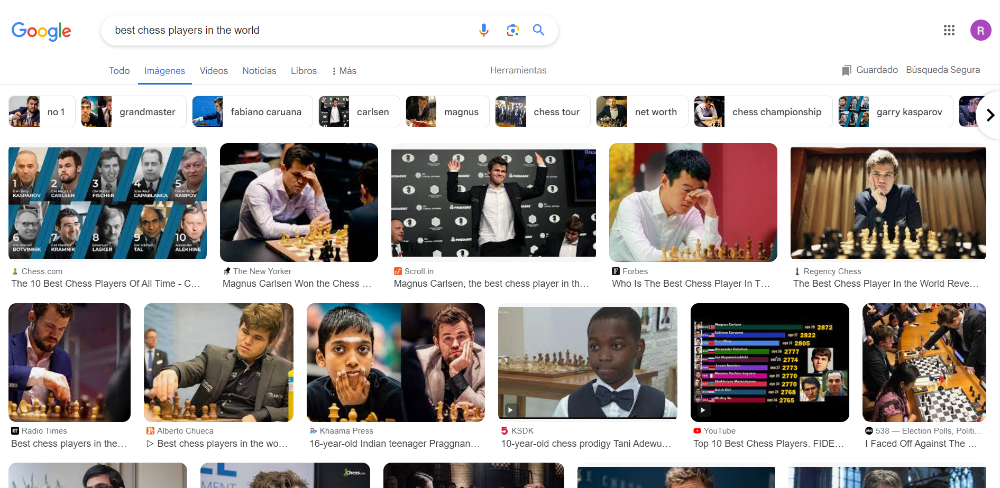 Google
best chess players in the world
R
Todo
Imágenes
Vídeos
Noticias
Libros
Más
Herramientas
Guardado
Búsqueda Segura
no 1
grandmaster
fabiano caruana
carlsen
magnus
chess tour
net worth
chess championship
garry kasparov
1
GM Garry
KASPAROV
2
GM Magnus
CARLSEN
3
GM Bobby
FISCHER
4
Jose Raul
CAPABLANCA
5
GM Anatoly
KARPOV
6
GM Mikhail
BOTVINNIK
7
GM Vladimir
KRAMNIK
8
Emanuel
LASKER
9
GM Mikhail
TAL
10
Alexander
ALEKHINE
PHOSAGRO
Chess.com
The 10 Best Chess Players Of All Time - C...
The New Yorker
Magnus Carlsen Won the Chess ...
Scroll.in
Magnus Carlsen, the best chess player in th...
Forbes
Who Is The Best Chess Player In T...
Regency Chess
The Best Chess Player In the World Reve...
Magnus Carlsen age 29 2872
Fabiano Caruana age 27 2822
Liren Ding age 27 2805
Alexander Grischuk age 36 2777
Ian Nepomniachtchi age 29 2774
Levon Aronian age 37 2773
Maxime Vachier-Lagrave age 29 2770
Shakhriyar Mamedyarov age 34 2770
Anish Giri age 25 2768
Wesley So age 26 2765
RT Radio Times
Best chess players in the...
Alberto Chueca
▷ Best chess players in the wo...
Khaama Press
16-year-old Indian teenager Praggnan...
5 KSDK
10-year-old chess prodigy Tani Adewu...
YouTube
Top 10 Best Chess Players. FIDE...
abc 538 — Election Polls, Politi...
I Faced Off Against The ...
MENT
Chess.com